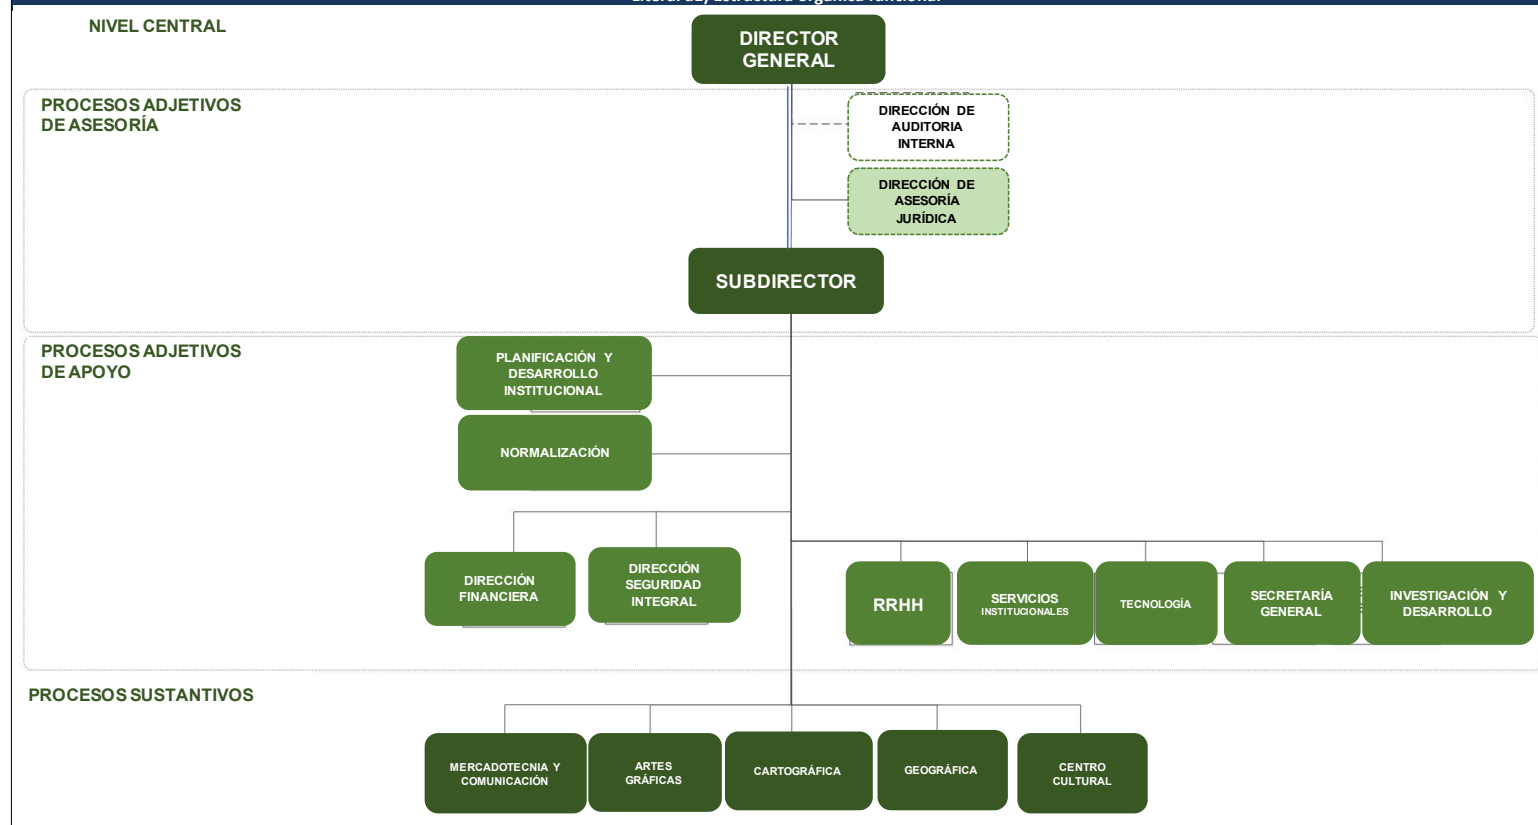 NIVEL CENTRAL
DIRECTOR
GENERAL
PROCESOS ADJETIVOS
DE ASESORÍA
DIRECCIÓN DE
AUDITORIA
INTERNA
DIRECCIÓN DE
ASESORÍA
JURÍDICA
SUBDIRECTOR
PROCESOS ADJETIVOS
DE APOYO
PLANIFICACIÓN Y
DESARROLLO
INSTITUCIONAL
NORMALIZACIÓN
DIRECCIÓN
FINANCIERA
DIRECCIÓN
SEGURIDAD
INTEGRAL
RRHH
SERVICIOS
INSTITUCIONALES
TECNOLOGÍA
SECRETARÍA
GENERAL
INVESTIGACIÓN Y
DESARROLLO
PROCESOS SUSTANTIVOS
MERCADOTECNIA Y
COMUNICACIÓN
ARTES
GRÁFICAS
CARTOGRÁFICA
GEOGRÁFICA
CENTRO
CULTURAL